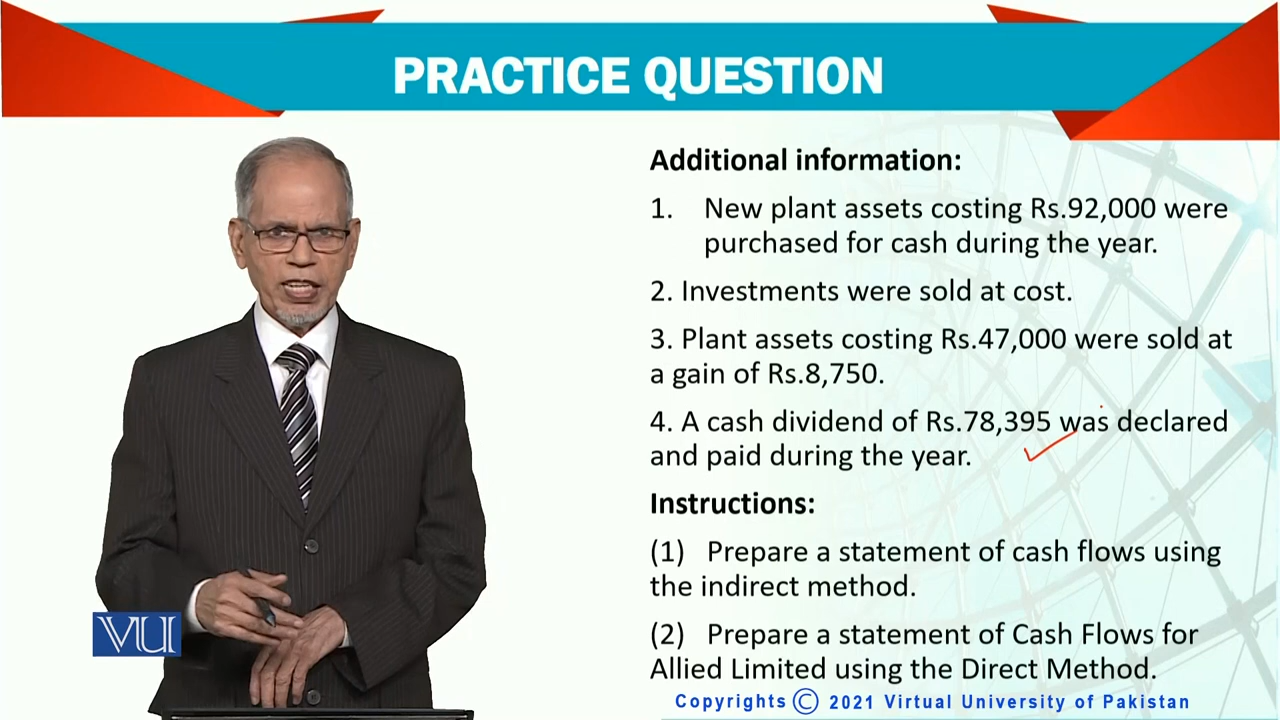 PRACTICE QUESTION
Additional information:
1. New plant assets costing Rs.92,000 were
purchased for cash during the year.
2. Investments were sold at cost.
3. Plant assets costing Rs.47,000 were sold at
a gain of Rs.8,750.
4. A cash dividend of Rs.78,395 was declared
and paid during the year.
Instructions:
(1) Prepare a statement of cash flows using
the indirect method.
(2) Prepare a statement of Cash Flows for
Allied Limited using the Direct Method.
VU
Copyrights © 2021 Virtual University of Pakistan